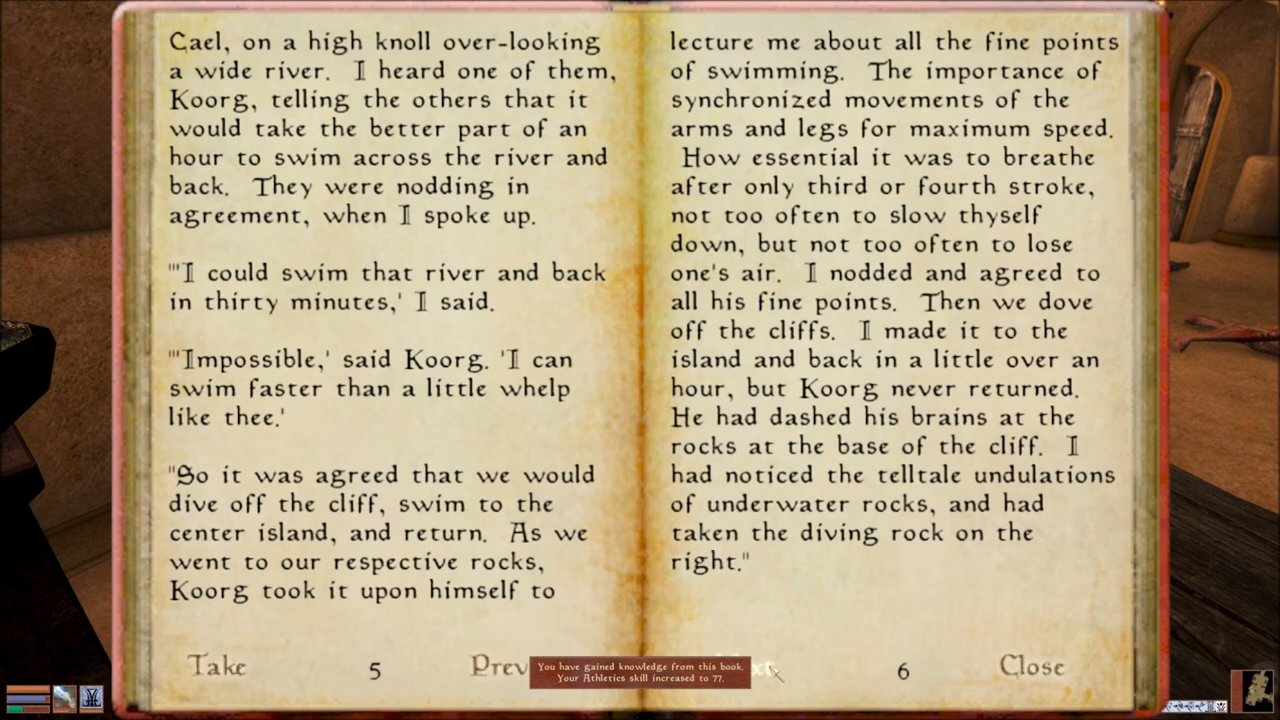 Cael, on a high knoll over-looking
a wide river. I heard one of them,
Koorg, telling the others that it
would take the better part of an
hour to swim across the river and
back. They were nodding in
agreement, when I spoke up.
"'I could swim that river and back
in thirty minutes,' I said.
"'Impossible,' said Koorg. 'I can
swim faster than a little whelp
like thee.'
"So it was agreed that we would
dive off the cliff, swim to the
center island, and return. As we
went to our respective rocks,
Koorg took it upon himself to
lecture me about all the fine points
of swimming. The importance of
synchronized movements of the
arms and legs for maximum speed.
How essential it was to breathe
after only third or fourth stroke,
not too often to slow thyself
down, but not too often to lose
one's air. I nodded and agreed to
all his fine points. Then we dove
off the cliffs. I made it to the
island and back in a little over an
hour, but Koorg never returned.
He had dashed his brains at the
rocks at the base of the cliff. I
had noticed the telltale undulations
of underwater rocks, and had
taken the diving rock on the
right."
Take 5 Prev 6 Close
You have gained knowledge from this book.
Your Athletics skill increased to 77.